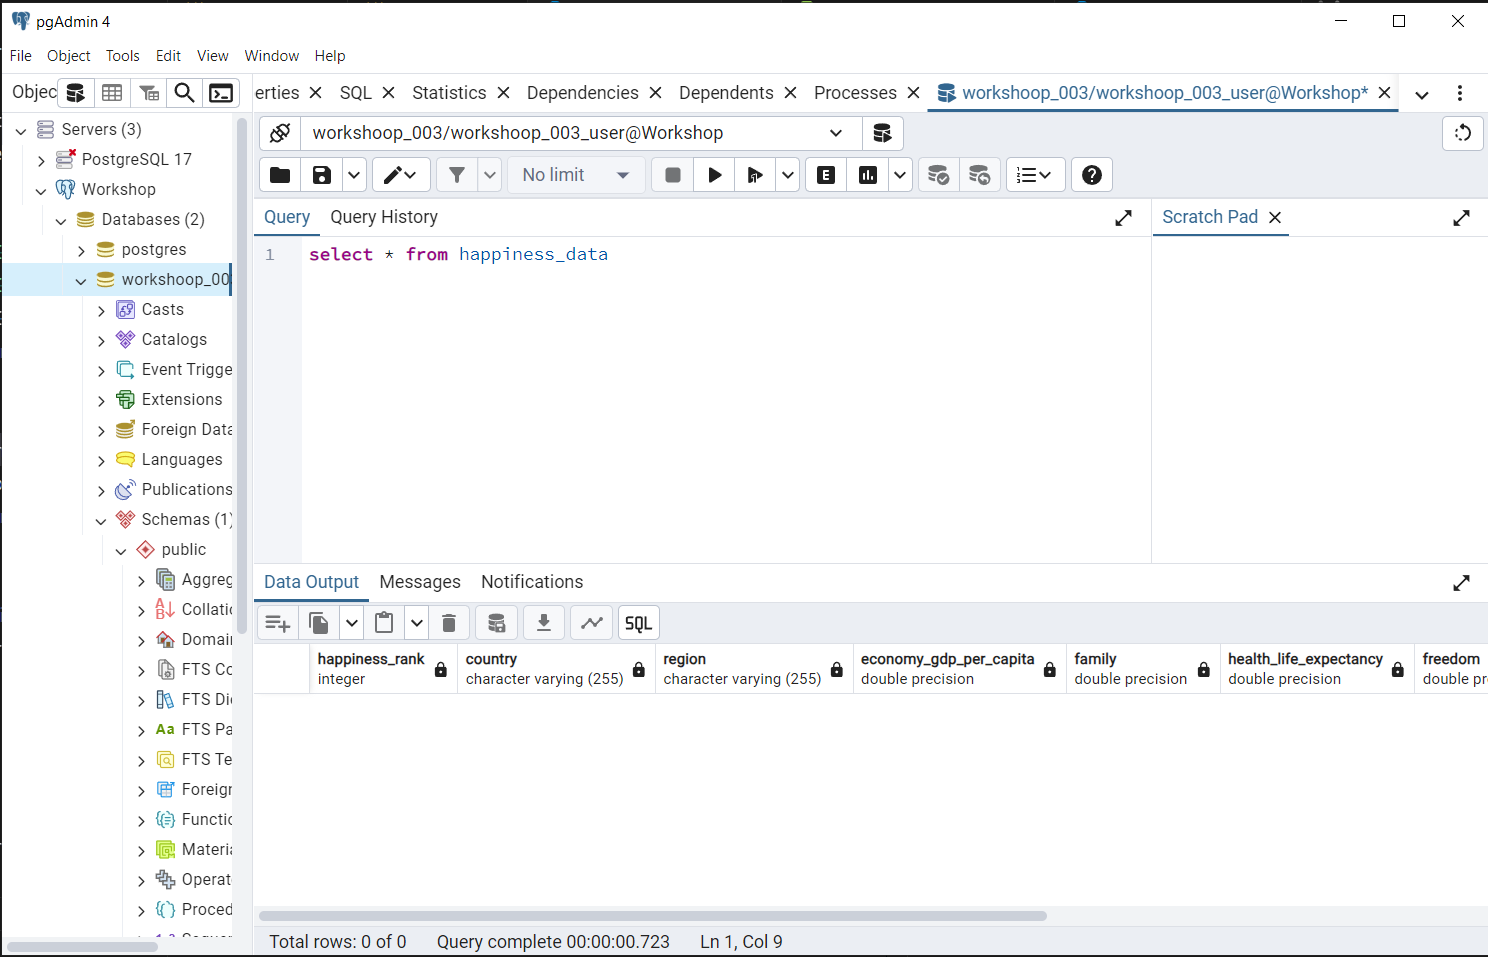 pgAdmin 4
File Object Tools Edit View Window Help
Objec
erties SQL Statistics Dependencies Dependents Processes workshoop_003/workshoop_003_user@Workshop*
Servers (3)
PostgreSQL 17
Workshop
Databases (2)
postgres
workshoop_00
Casts
Catalogs
Event Trigge
Extensions
Foreign Data
Languages
Publications
Schemas (1)
public
Aggreg
Collatic
Domair
FTS Co
FTS Di
FTS Pa
FTS Te
Foreigr
Functic
Materia
Operat
Proced
workshoop_003/workshoop_003_user@Workshop
No limit
E
Query Query History
Scratch Pad
1 select * from happiness_data
Data Output Messages Notifications
SQL
happiness_rank country region economy_gdp_per_capita family health_life_expectancy freedom
integer character varying (255) character varying (255) double precision double precision double precision double pr
Total rows: 0 of 0 Query complete 00:00:00.723 Ln 1, Col 9